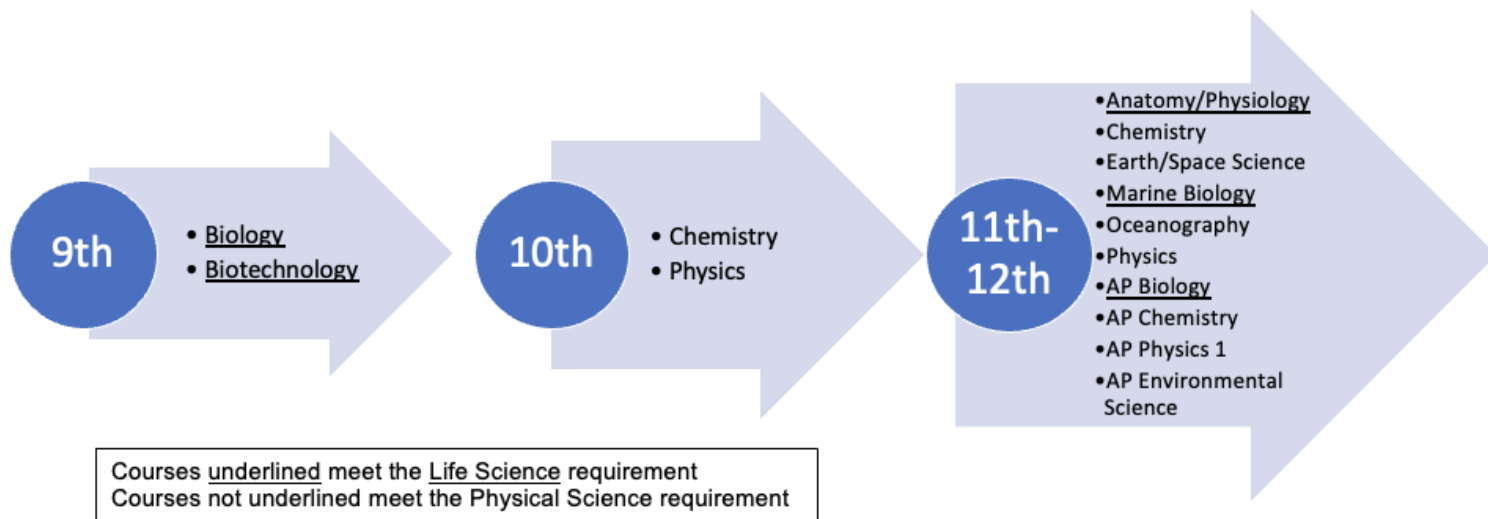 9th
• Biology
• Biotechnology
10th
• Chemistry
• Physics
11th-
12th
•Anatomy/Physiology
•Chemistry
•Earth/Space Science
•Marine Biology
•Oceanography
•Physics
•AP Biology
•AP Chemistry
•AP Physics 1
•AP Environmental
Science
Courses underlined meet the Life Science requirement
Courses not underlined meet the Physical Science requirement